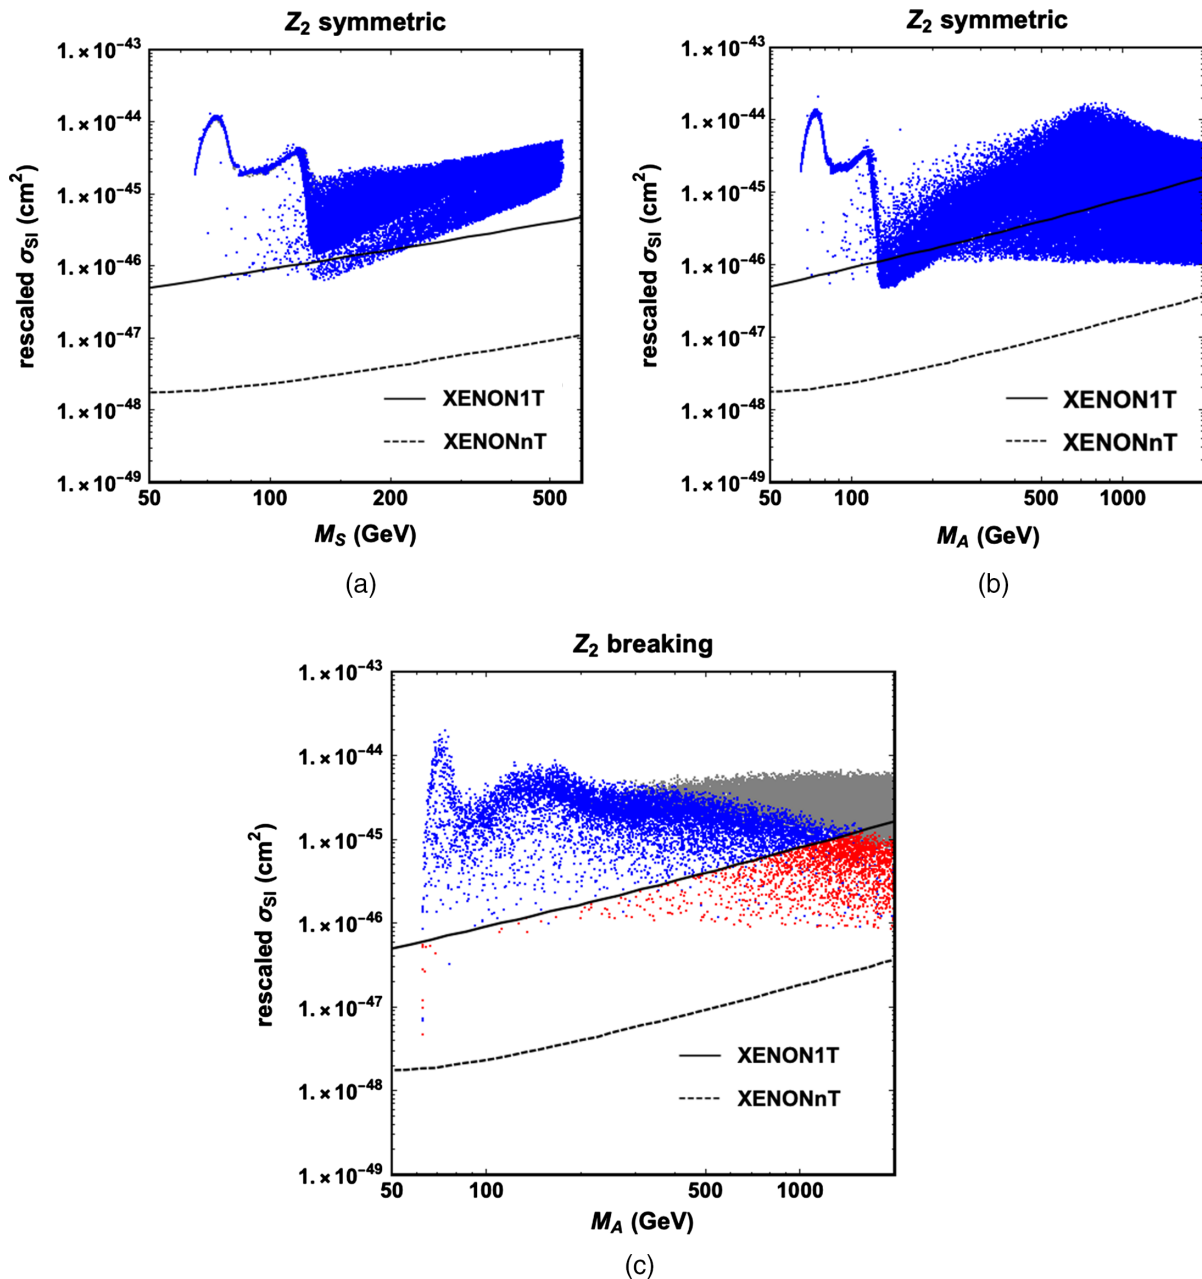 Z₂ symmetric
1.×10⁻⁴³
1.×10⁻⁴⁴
1.×10⁻⁴⁵
1.×10⁻⁴⁶
1.×10⁻⁴⁷
1.×10⁻⁴⁸
1.×10⁻⁴⁹
rescaled σSI (cm²)
XENON1T
XENONnT
50 100 200 500
MS (GeV)
(a)
Z₂ symmetric
1.×10⁻⁴³
1.×10⁻⁴⁴
1.×10⁻⁴⁵
1.×10⁻⁴⁶
1.×10⁻⁴⁷
1.×10⁻⁴⁸
1.×10⁻⁴⁹
rescaled σSI (cm²)
XENON1T
XENONnT
50 100 500 1000
MA (GeV)
(b)
Z₂ breaking
1.×10⁻⁴³
1.×10⁻⁴⁴
1.×10⁻⁴⁵
1.×10⁻⁴⁶
1.×10⁻⁴⁷
1.×10⁻⁴⁸
1.×10⁻⁴⁹
rescaled σSI (cm²)
XENON1T
XENONnT
50 100 500 1000
MA (GeV)
(c)